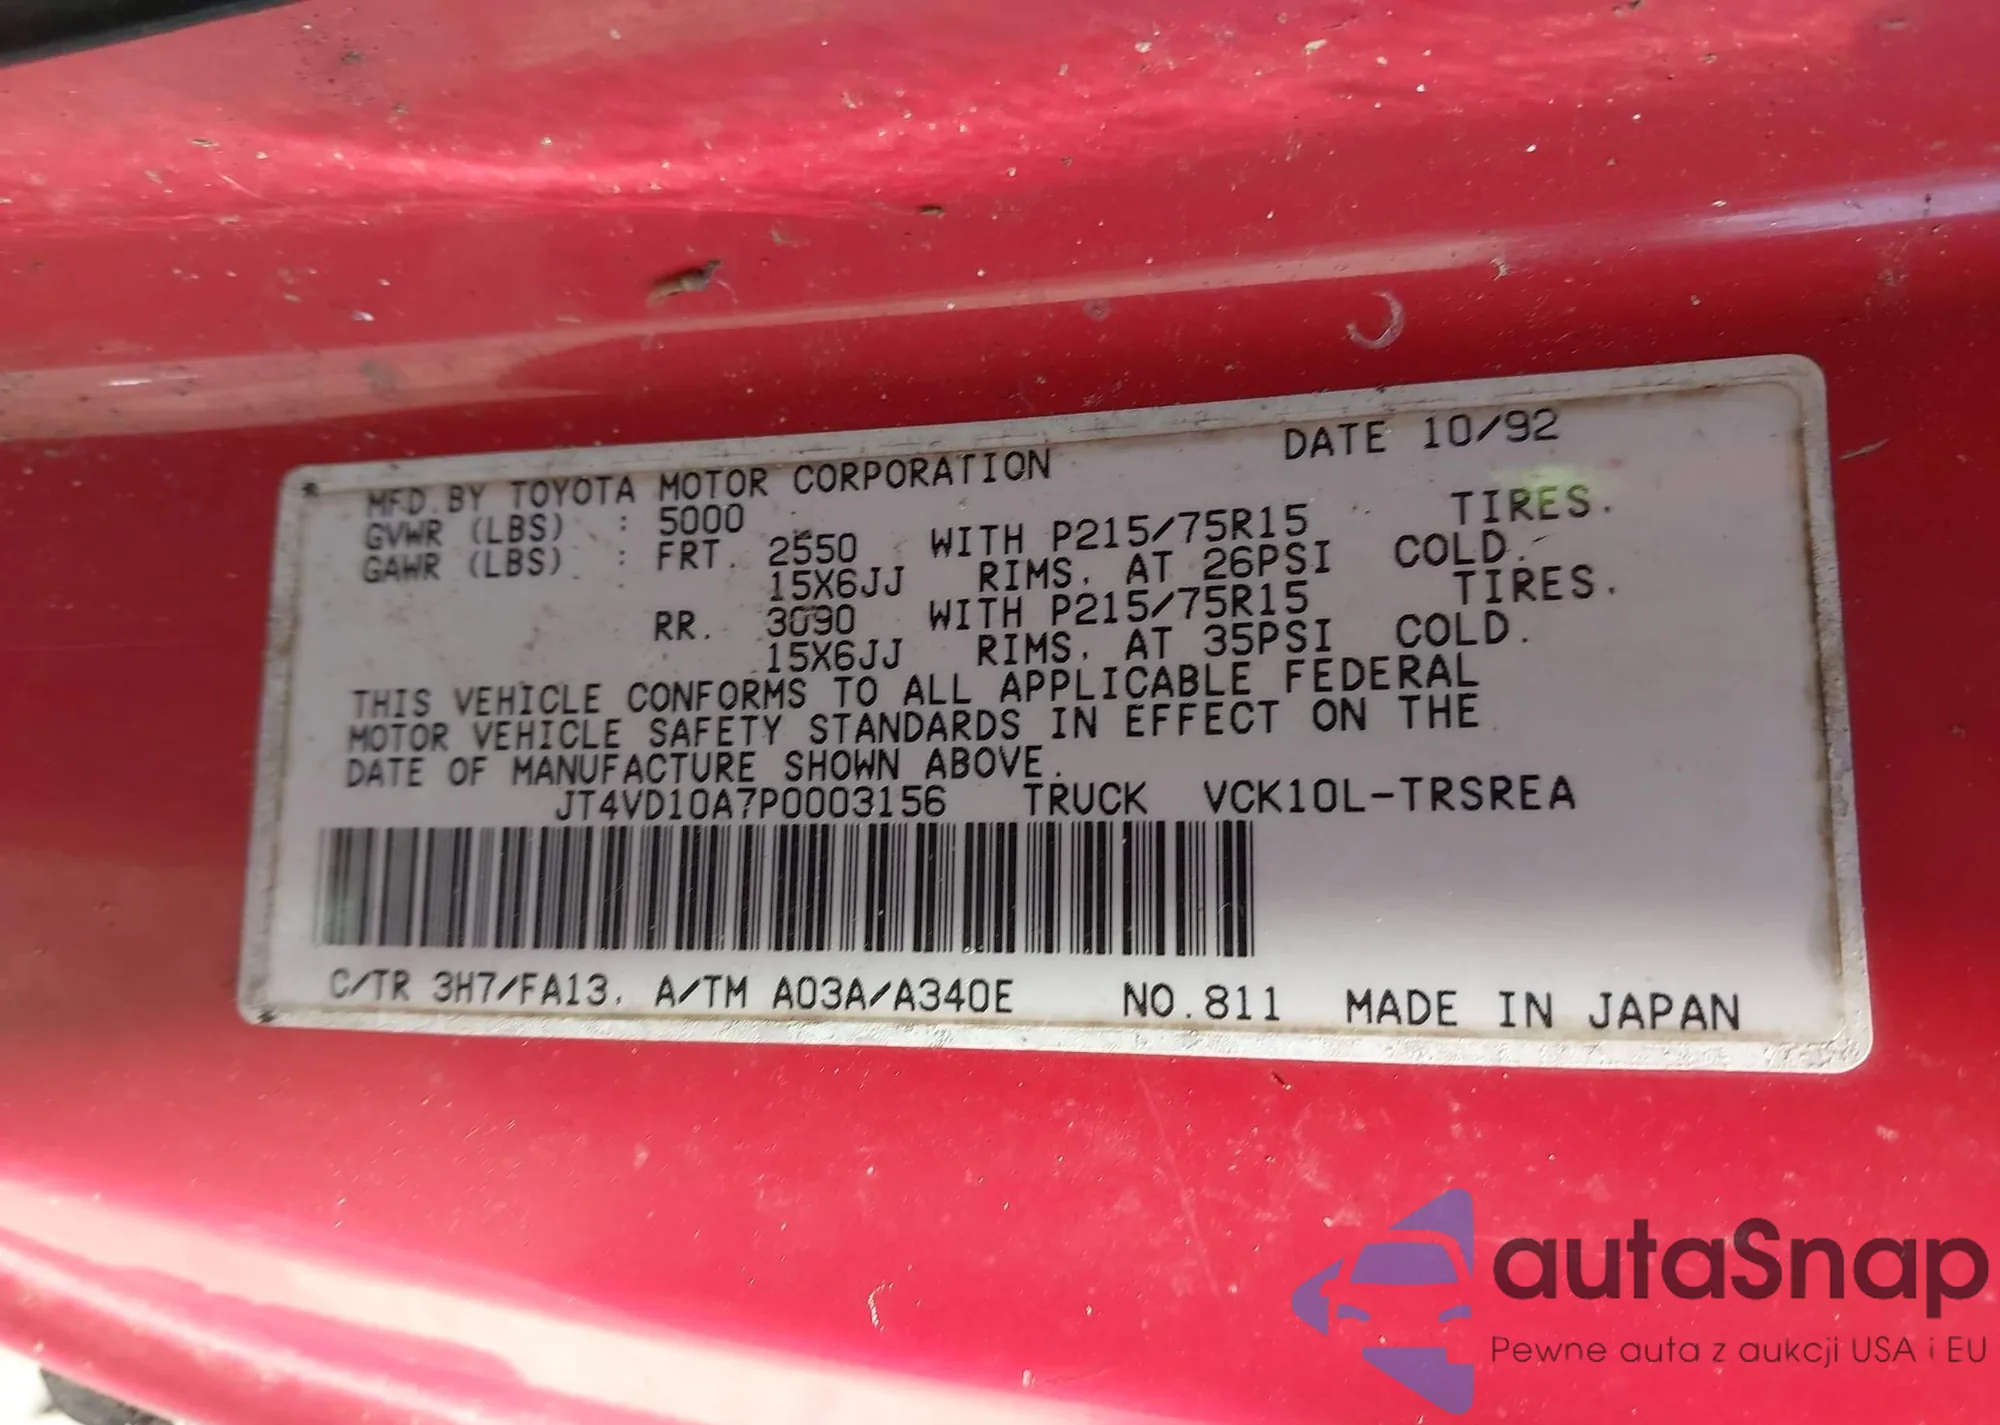 MFD.BY TOYOTA MOTOR CORPORATION DATE 10/92
GVWR (LBS) : 5000
GAWR (LBS) : FRT. 2550 WITH P215/75R15 TIRES.
15X6JJ RIMS, AT 26PSI COLD.
RR. 3090 WITH P215/75R15 TIRES.
15X6JJ RIMS, AT 35PSI COLD.
THIS VEHICLE CONFORMS TO ALL APPLICABLE FEDERAL
MOTOR VEHICLE SAFETY STANDARDS IN EFFECT ON THE
DATE OF MANUFACTURE SHOWN ABOVE.
JT4VD10A7P0003156 TRUCK VCK10L-TRSREA
C/TR 3H7/FA13, A/TM A03A/A340E NO.811 MADE IN JAPAN
autaSnap
Pewne auta z aukcji USA i EU